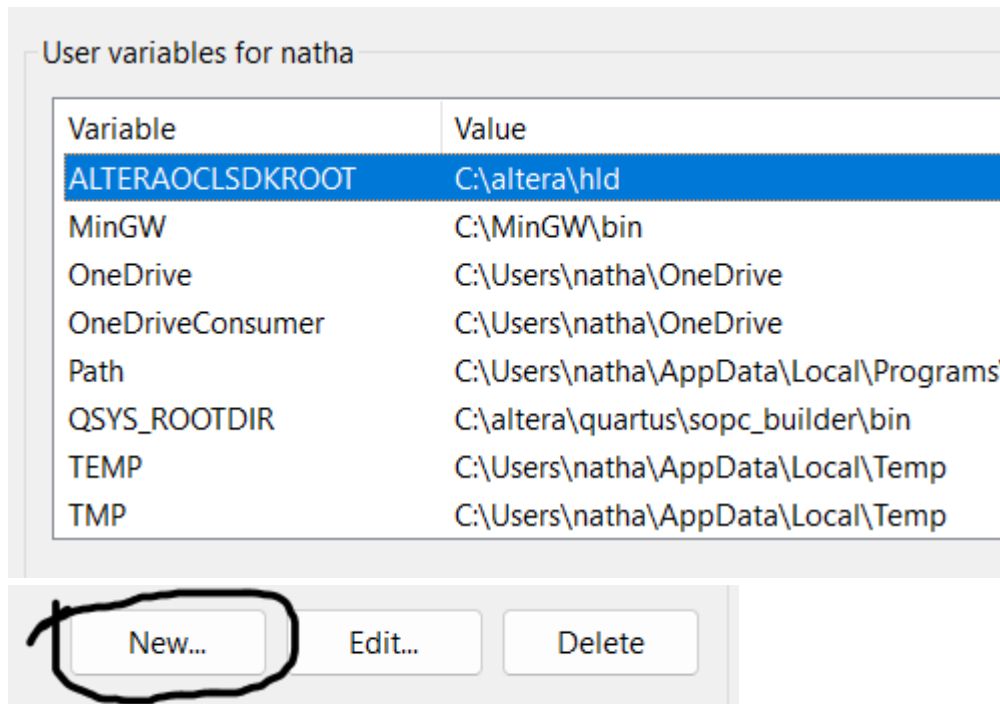 User variables for natha
Variable Value
ALTERAOCLSDKROOT C:\altera\hld
MinGW C:\MinGW\bin
OneDrive C:\Users\natha\OneDrive
OneDriveConsumer C:\Users\natha\OneDrive
Path C:\Users\natha\AppData\Local\Programs\
QSYS_ROOTDIR C:\altera\quartus\sopc_builder\bin
TEMP C:\Users\natha\AppData\Local\Temp
TMP C:\Users\natha\AppData\Local\Temp
New... Edit... Delete